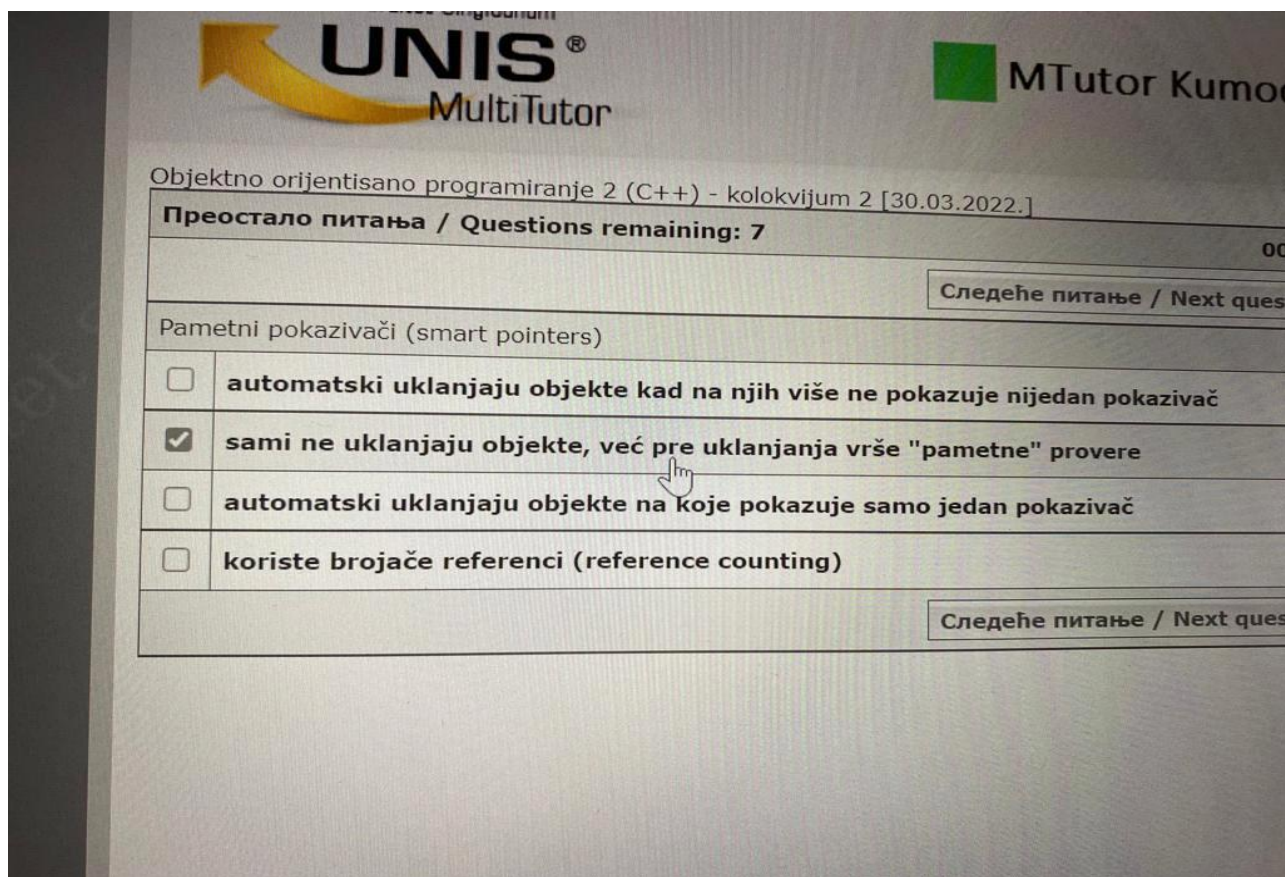 UNIS®
MultiTutor
MTutor
Objektno orijentisano programiranje 2 (C++) - kolokvijum 2 [30.03.2022.]
Преостало питања / Questions remaining: 7
Следеће питање / Next
Pametni pokazivači (smart pointers)
automatski uklanjaju objekte kad na njih više ne pokazuje nijedan pokazivač
sami ne uklanjaju objekte, već pre uklanjanja vrše "pametne" provere
automatski uklanjaju objekte na koje pokazuje samo jedan pokazivač
koriste brojače referenci (reference counting)
Следеће питање / Next